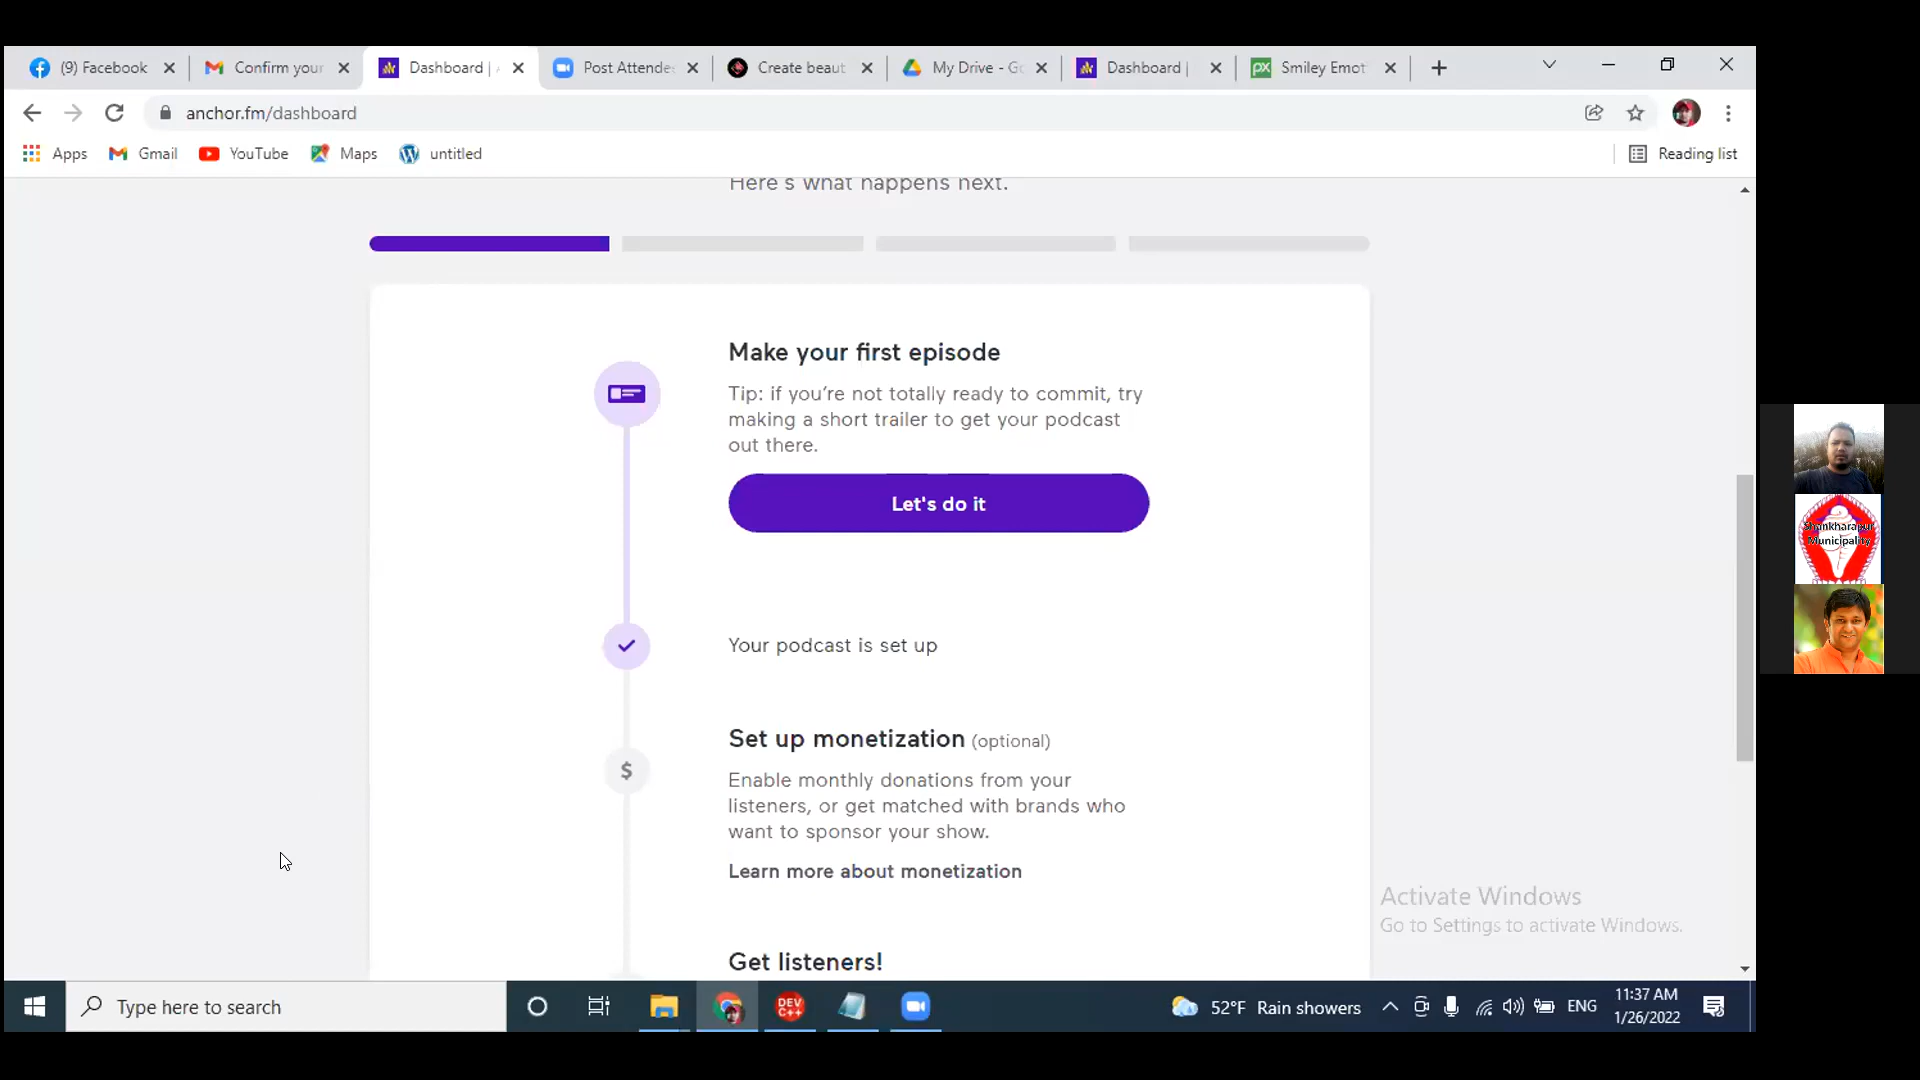 (9) Facebook
Confirm your
Dashboard |
Post Attende
Create beaut
My Drive - Go
Dashboard |
Smiley Emot
anchor.fm/dashboard
Apps
Gmail
YouTube
Maps
untitled
Reading list
Here's what happens next.
Make your first episode
Tip: if you're not totally ready to commit, try
making a short trailer to get your podcast
out there.
Let's do it
Your podcast is set up
Set up monetization (optional)
$
Enable monthly donations from your
listeners, or get matched with brands who
want to sponsor your show.
Learn more about monetization
Get listeners!
Activate Windows
Go to Settings to activate Windows.
Shankharapur
Municipality
Type here to search
DEV
C++
52°F Rain showers
ENG
11:37 AM
1/26/2022